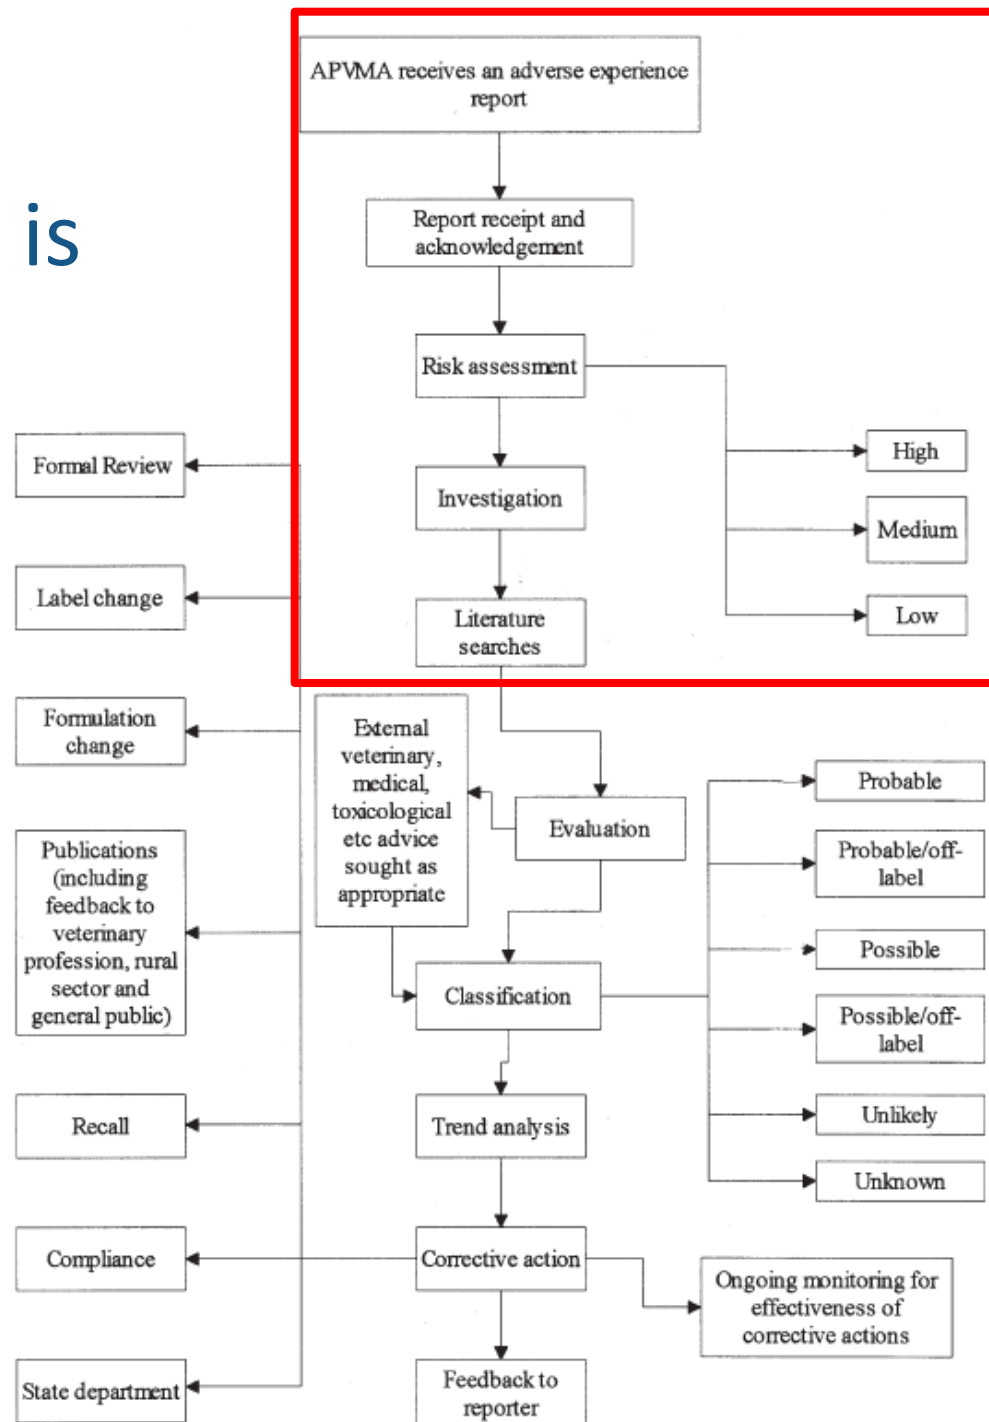 APVMA receives an adverse experience
report
is
Report receipt and
acknowledgement
Risk assessment
High
Formal Review
Investigation
Medium
Label change
Literature
searches
Low
Formulation
change
External
veterinary,
medical,
toxicological
etc advice
sought as
appropriate
Evaluation
Probable
Probable/off-
label
Publications
(including
feedback to
veterinary
profession, rural
sector and
general public)
Possible
Classification
Possible/off-
label
Recall
Trend analysis
Unlikely
Unknown
Compliance
Corrective action
Ongoing monitoring for
effectiveness of
corrective actions
State department
Feedback to
reporter